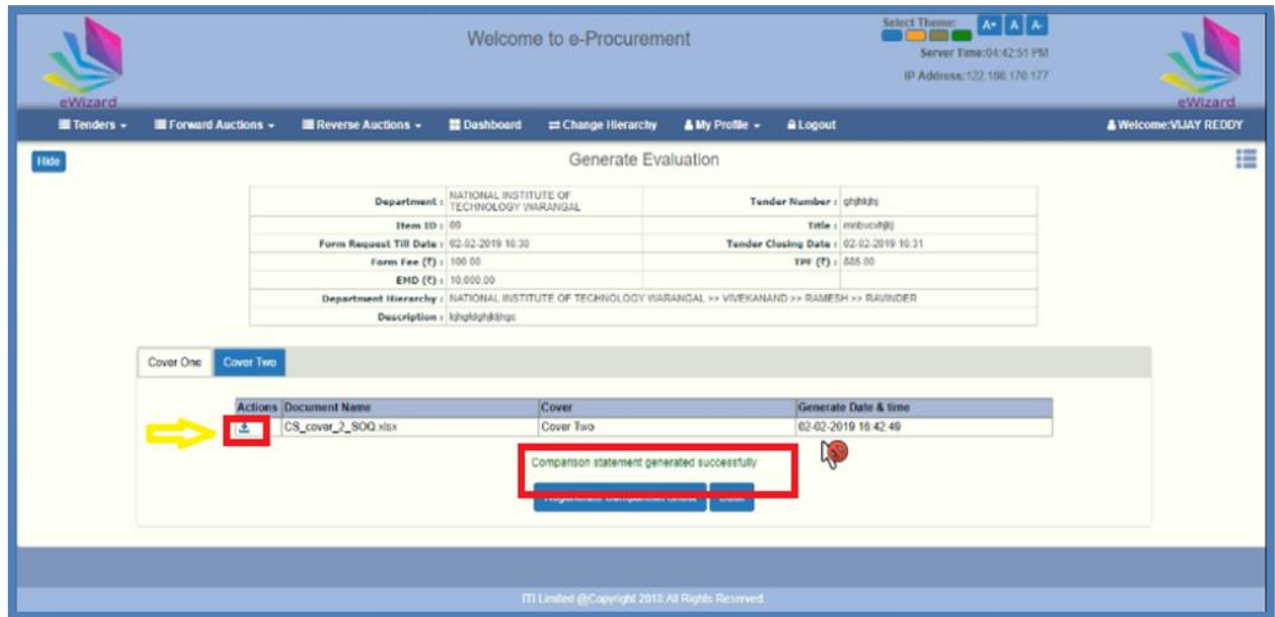 Welcome to e-Procurement
Select Theme: A+ A A-
Server Time:04:42:51 PM
IP Address:122.166.170.177
eWizard
eWizard
Tenders Forward Auctions Reverse Auctions Dashboard Change Hierarchy My Profile Logout Welcome:VIJAY REDDY
Hide Generate Evaluation
Department : NATIONAL INSTITUTE OF TECHNOLOGY WARANGAL Tender Number : ghjhkjhj
Item ID : 09 Title :
Form Request Till Date : 02-02-2019 16:30 Tender Closing Date : 02-02-2019 16:31
Form Fee (₹) : 100.00 TPF (₹) : 885.00
EMD (₹) : 10,000.00
Department Hierarchy : NATIONAL INSTITUTE OF TECHNOLOGY WARANGAL >> VIVEKANAND >> RAMESH >> RAVINDER
Description :
Cover One Cover Two
Actions Document Name Cover Generate Date & time
CS_cover_2_SOQ.xlsx Cover Two 02-02-2019 16:42:49
Comparison statement generated successfully
ITI Limited @Copyright 2018 All Rights Reserved.